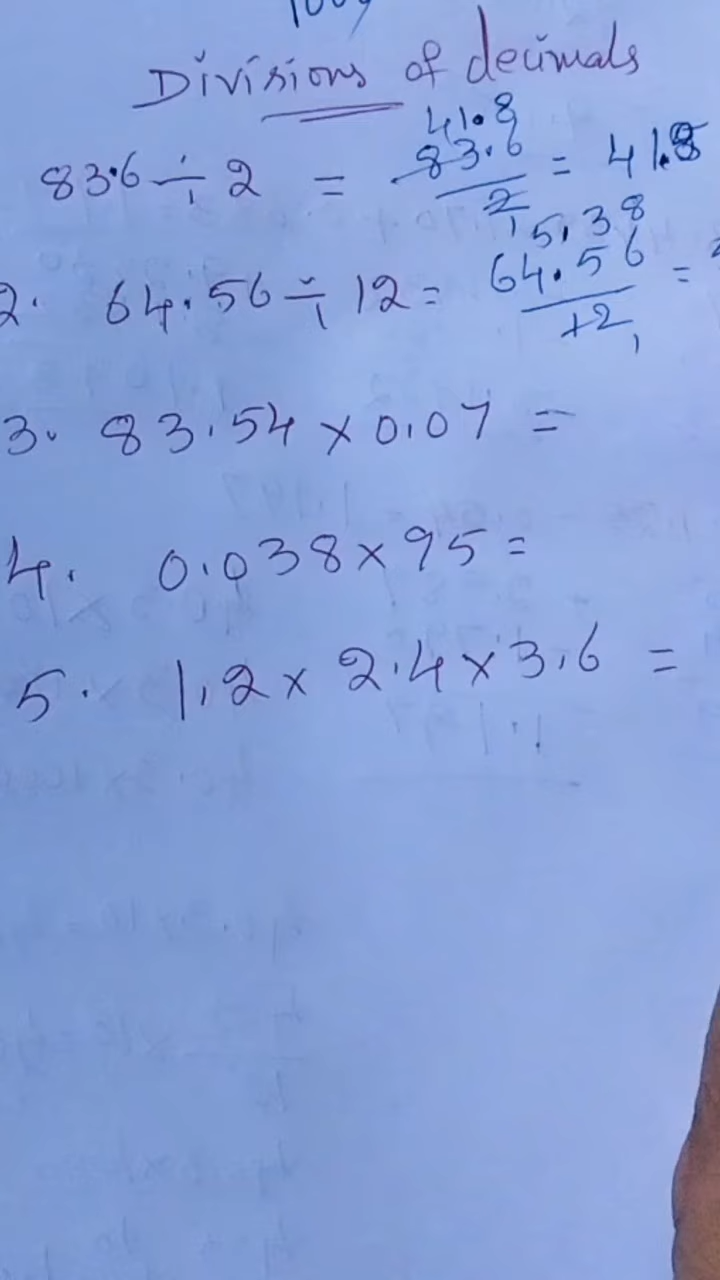 Divisions of decimals
83.6 ÷ 2 = 83.6/2 = 41.8
41.8
1
2. 64.56 ÷ 12 = 64.56/12 =
5.38
1
3. 83.54 x 0.07 =
4. 0.038 x 95 =
5. 1.2 x 2.4 x 3.6 =